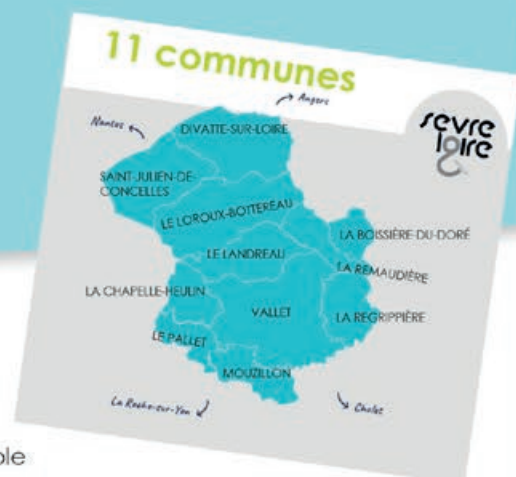 11 communes
Angers
Nantes
sèvre
loire
DIVATTE-SUR-LOIRE
SAINT-JULIEN-DE-
CONCELLES
LE LOROUX-BOTTEREAU
LA BOISSIÈRE-DU-DORÉ
LE LANDREAU
LA REMAUDIÈRE
LA CHAPELLE-HEULIN
VALLET
LA REGRIPPIÈRE
LE PALLET
MOUZILLON
La Roche-sur-Yon
Cholet